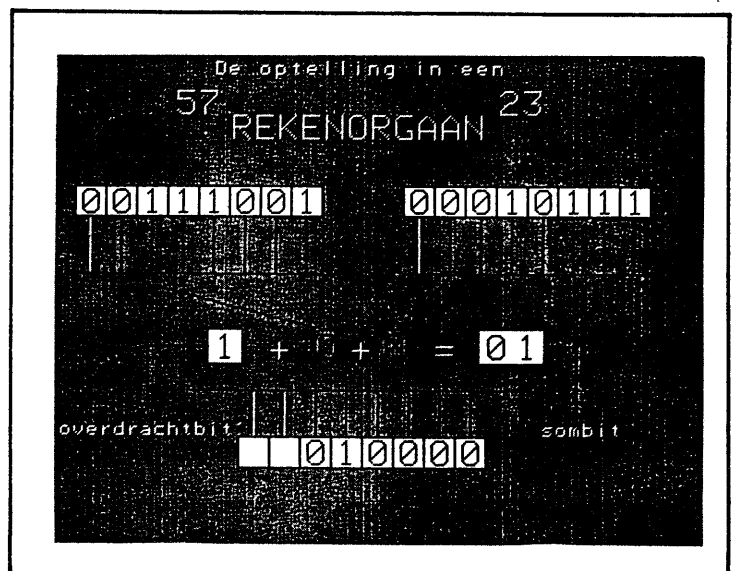 De optelling in een
57 23
REKENORGAAN
00111001 00010111
1 + + = 01
overdrachtbit sombit
010000